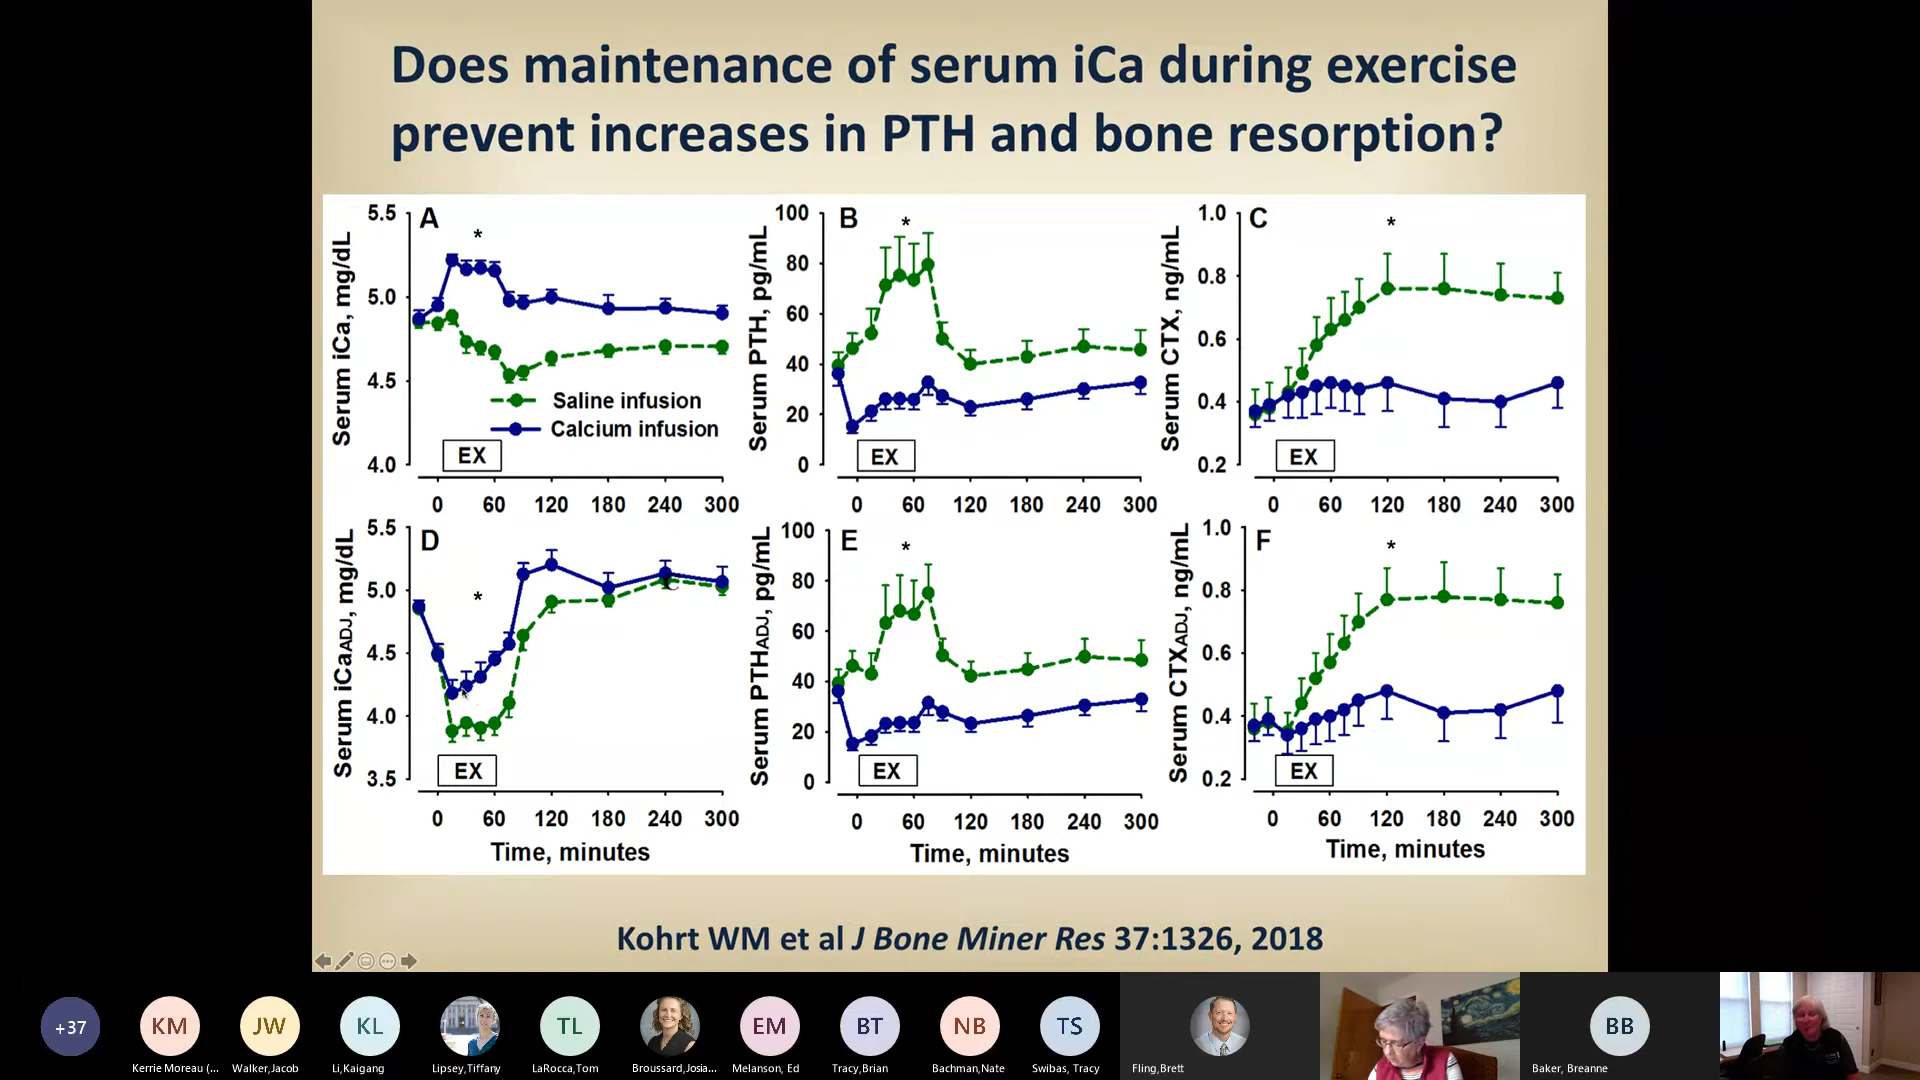 Does maintenance of serum iCa during exercise
prevent increases in PTH and bone resorption?
A
*
5.5
5.0
4.5
4.0
Serum iCa, mg/dL
Saline infusion
Calcium infusion
EX
0 60 120 180 240 300
B
*
100
80
60
40
20
0
Serum PTH, pg/mL
EX
0 60 120 180 240 300
C
*
1.0
0.8
0.6
0.4
0.2
Serum CTX, ng/mL
EX
0 60 120 180 240 300
D
*
5.5
5.0
4.5
4.0
3.5
Serum iCaADJ, mg/dL
EX
0 60 120 180 240 300
Time, minutes
E
*
100
80
60
40
20
0
Serum PTHADJ, pg/mL
EX
0 60 120 180 240 300
Time, minutes
F
*
1.0
0.8
0.6
0.4
0.2
Serum CTXADJ, ng/mL
EX
0 60 120 180 240 300
Time, minutes
Kohrt WM et al J Bone Miner Res 37:1326, 2018
+37
KM
Kerrie Moreau (...
JW
Walker,Jacob
KL
Li,Kaigang
Lipsey,Tiffany
TL
LaRocca,Tom
Broussard,Josia...
EM
Melanson, Ed
BT
Tracy,Brian
NB
Bachman,Nate
TS
Swibas, Tracy
Fling,Brett
BB
Baker, Breanne